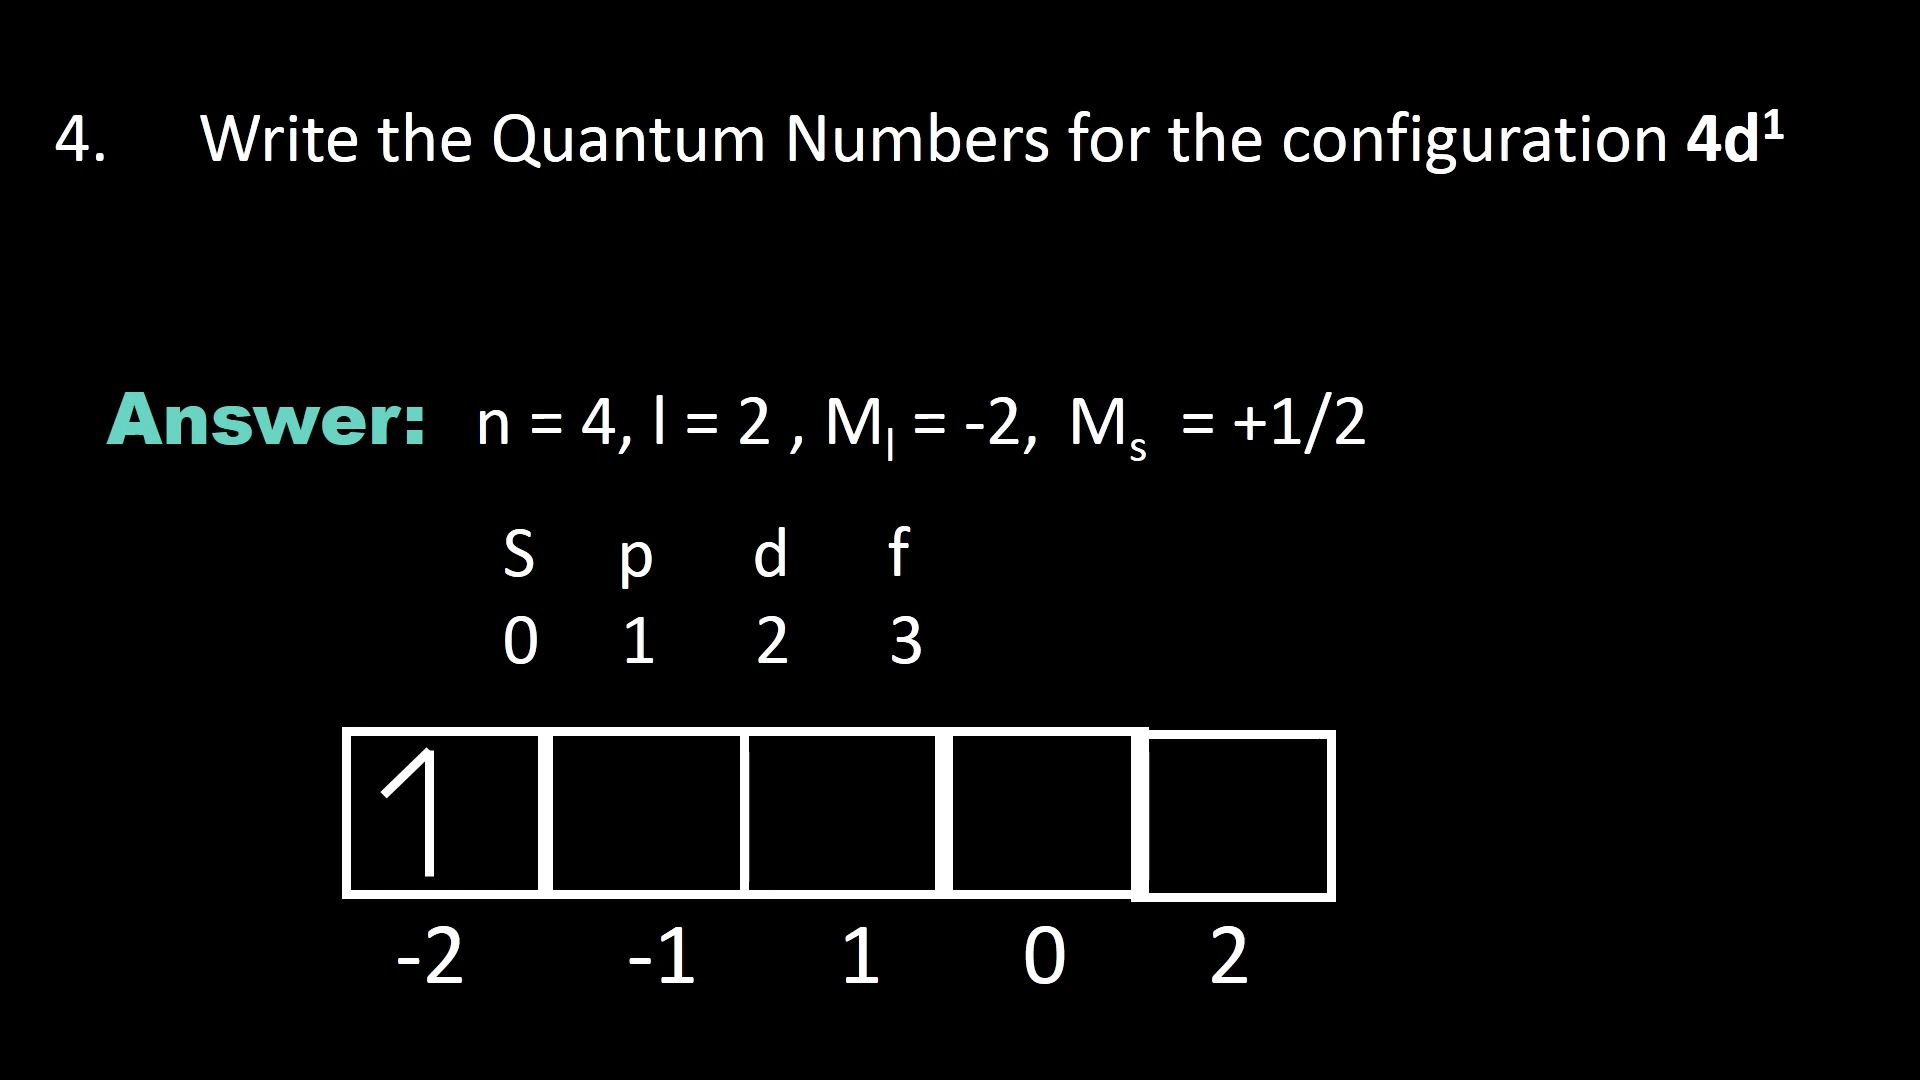 4. Write the Quantum Numbers for the configuration 4d¹
Answer: n = 4, l = 2 , Mₗ = -2, Mₛ = +1/2
S p d f
0 1 2 3
1
-2 -1 1 0 2